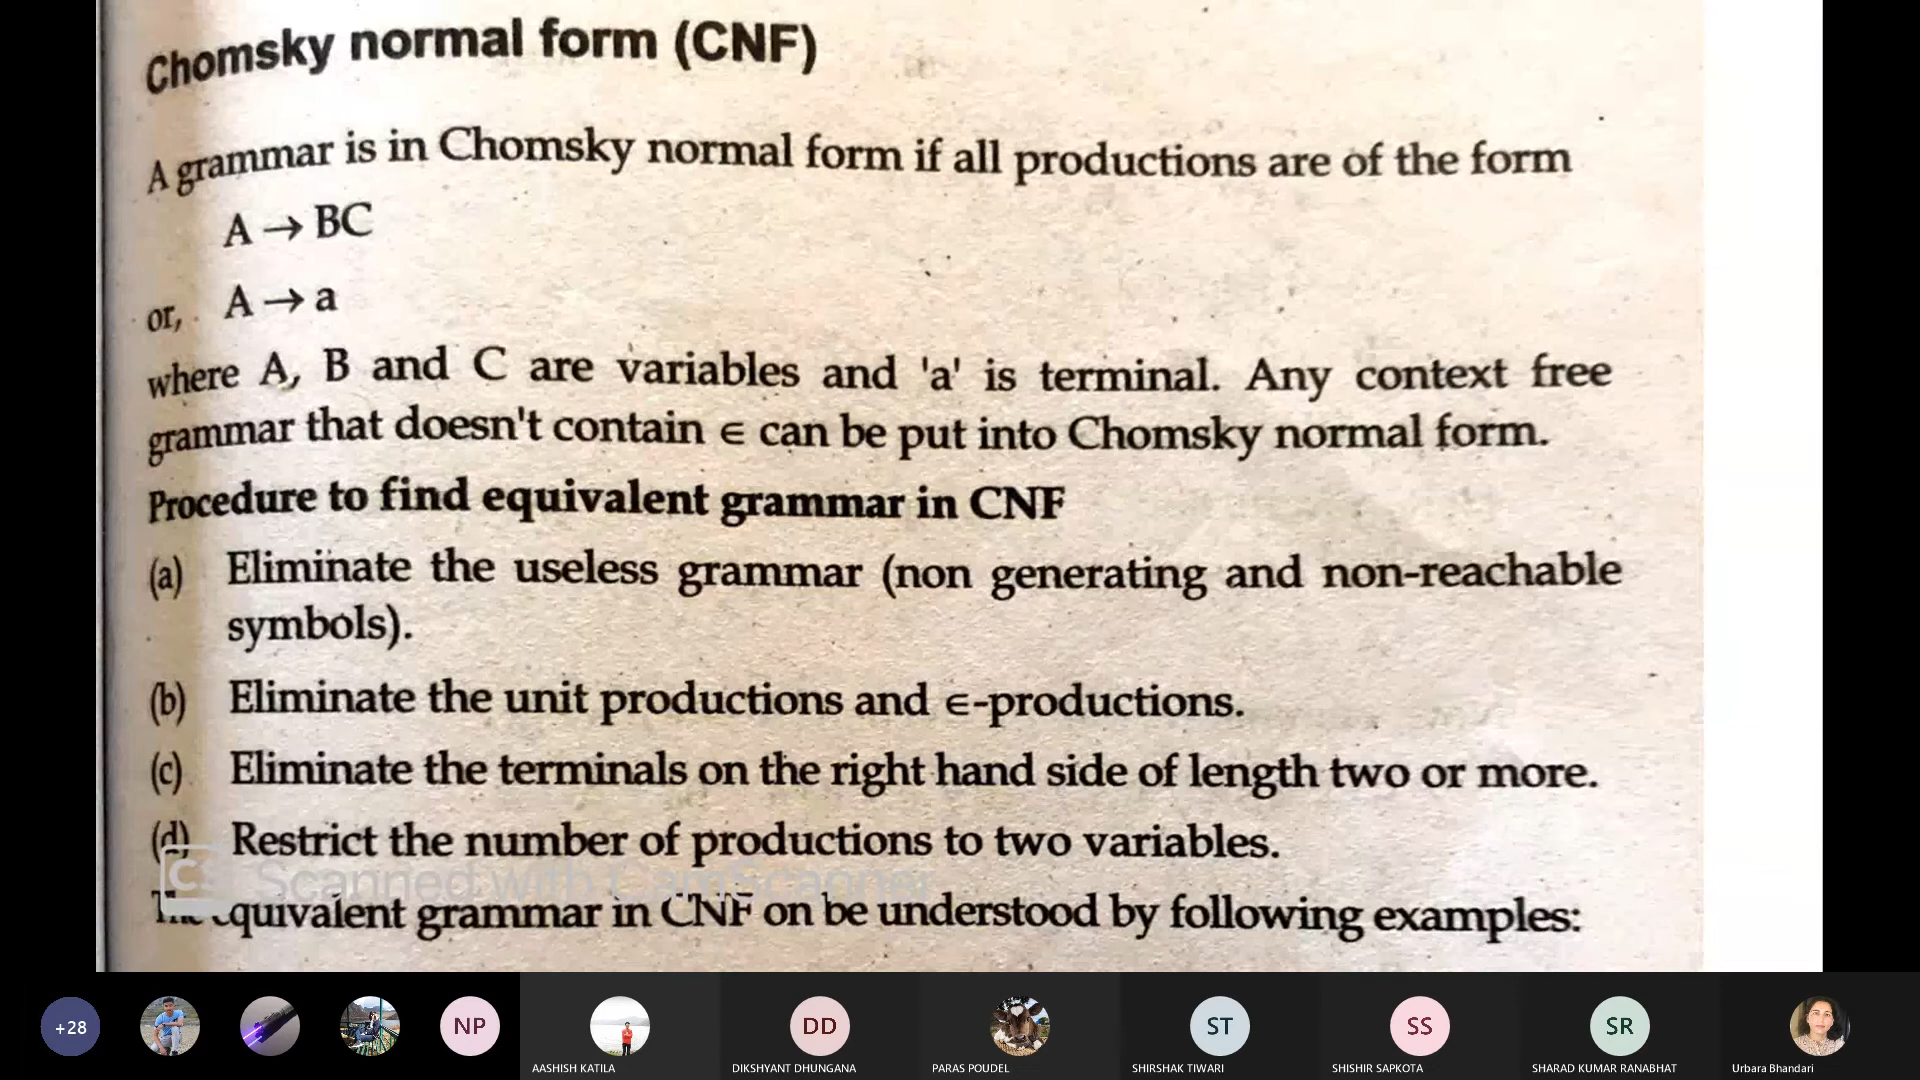 Chomsky normal form (CNF)
A grammar is in Chomsky normal form if all productions are of the form
A → BC
or, A → a
where A, B and C are variables and 'a' is terminal. Any context free
grammar that doesn't contain ∈ can be put into Chomsky normal form.
Procedure to find equivalent grammar in CNF
(a) Eliminate the useless grammar (non generating and non-reachable
symbols).
(b) Eliminate the unit productions and ∈-productions.
(c) Eliminate the terminals on the right hand side of length two or more.
(d) Restrict the number of productions to two variables.
CS Scanned with CamScanner
The equivalent grammar in CNF on be understood by following examples:
+28
NP
DD
ST
SS
SR
AASHISH KATILA
DIKSHYANT DHUNGANA
PARAS POUDEL
SHIRSHAK TIWARI
SHISHIR SAPKOTA
SHARAD KUMAR RANABHAT
Urbara Bhandari